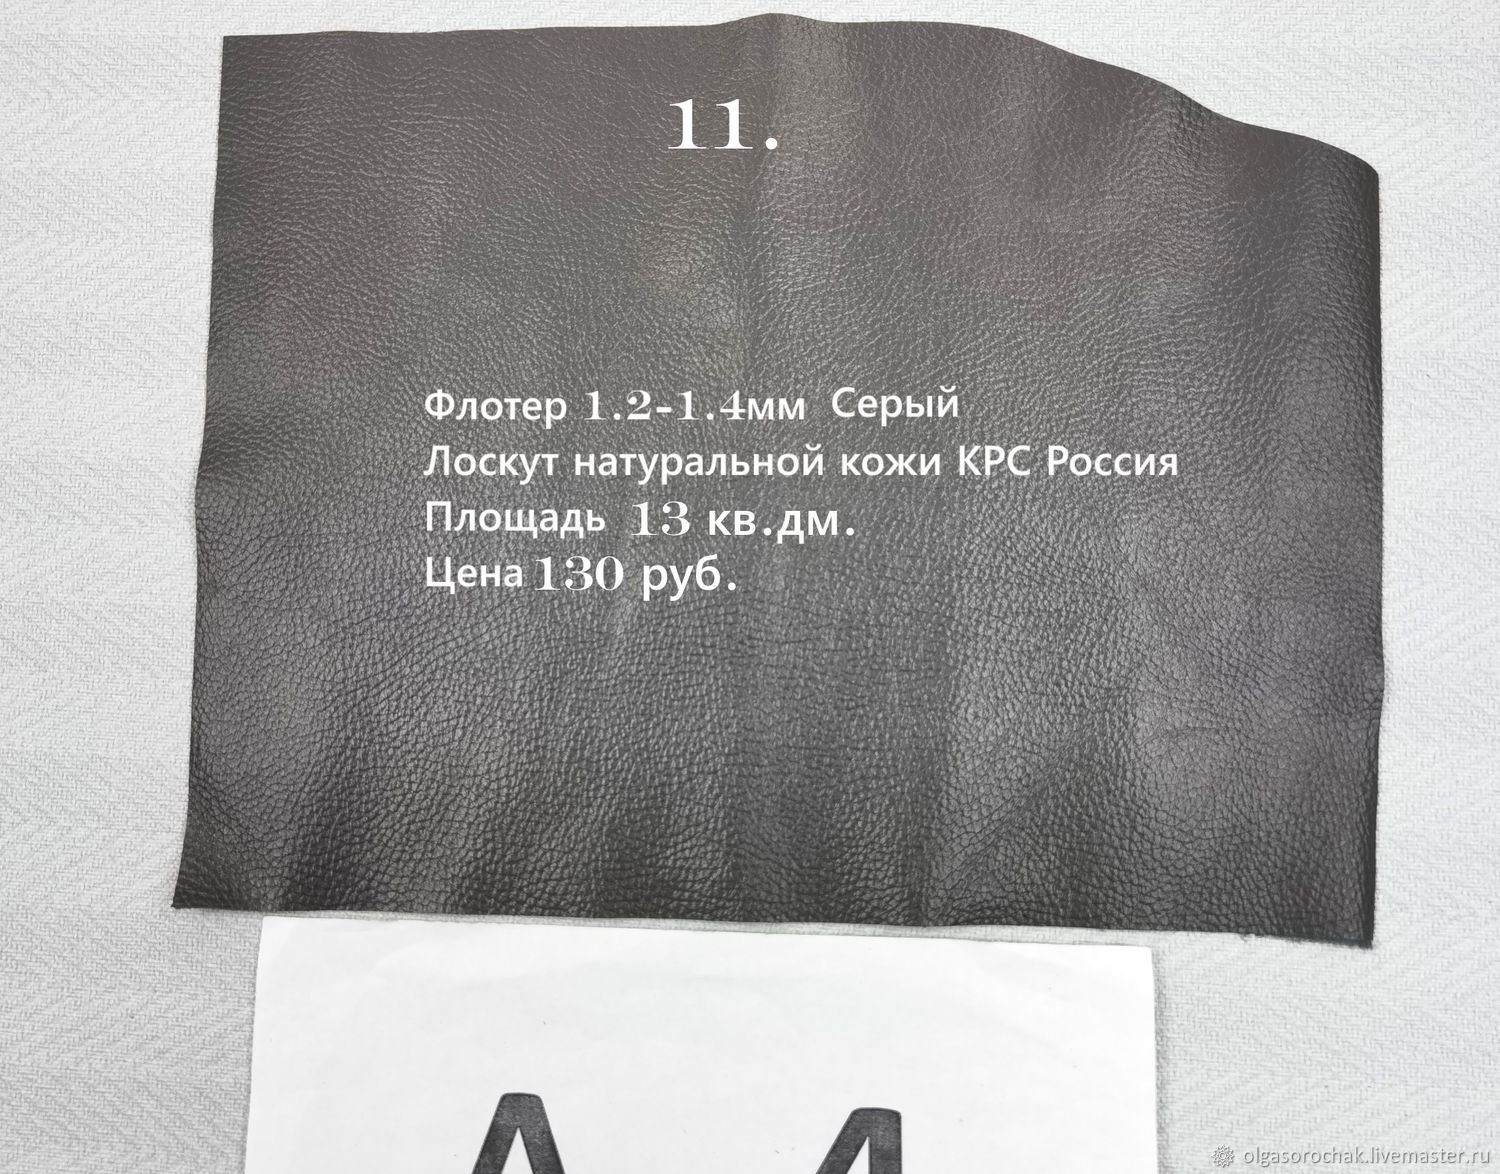 11.
Флотер 1.2-1.4мм Серый
Лоскут натуральной кожи КРС Россия
Площадь 13 кв.дм.
Цена 130 руб.
A4
olgasorochak.livemaster.ru